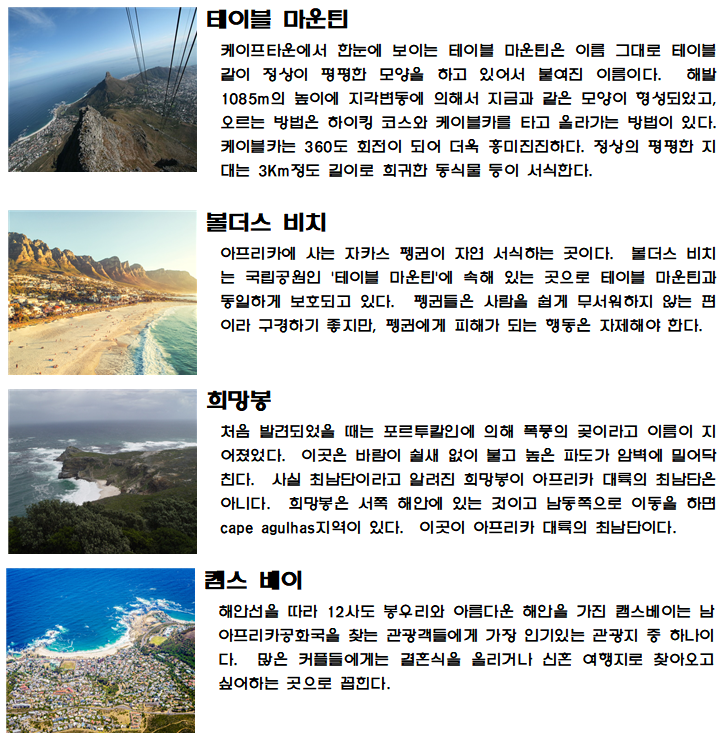 테이블 마운틴
케이프타운에서 한눈에 보이는 테이블 마운틴은 이름 그대로 테이블
같이 정상이 평평한 모양을 하고 있어서 붙여진 이름이다. 해발
1085m의 높이에 지각변동에 의해서 지금과 같은 모양이 형성되었고,
오르는 방법은 하이킹 코스와 케이블카를 타고 올라가는 방법이 있다.
케이블카는 360도 회전이 되어 더욱 흥미진진하다. 정상의 평평한 지
대는 3Km정도 길이로 희귀한 동식물 등이 서식한다.
볼더스 비치
아프리카에 사는 자카스 펭귄이 자연 서식하는 곳이다. 볼더스 비치
는 국립공원인 '테이블 마운틴'에 속해 있는 곳으로 테이블 마운틴과
동일하게 보호되고 있다. 펭귄들은 사람을 쉽게 무서워하지 않는 편
이라 구경하기 좋지만, 펭귄에게 피해가 되는 행동은 자제해야 한다.
희망봉
처음 발견되었을 때는 포르투칼인에 의해 폭풍의 곶이라고 이름이 지
어졌었다. 이곳은 바람이 쉴새 없이 불고 높은 파도가 암벽에 밀어닥
친다. 사실 최남단이라고 알려진 희망봉이 아프리카 대륙의 최남단은
아니다. 희망봉은 서쪽 해안에 있는 것이고 남동쪽으로 이동을 하면
cape agulhas지역이 있다. 이곳이 아프리카 대륙의 최남단이다.
캠스 베이
해안선을 따라 12사도 봉우리와 아름다운 해안을 가진 캠스베이는 남
아프리카공화국을 찾는 관광객들에게 가장 인기있는 관광지 중 하나이
다. 많은 커플들에게는 결혼식을 올리거나 신혼 여행지로 찾아오고
싶어하는 곳으로 꼽힌다.